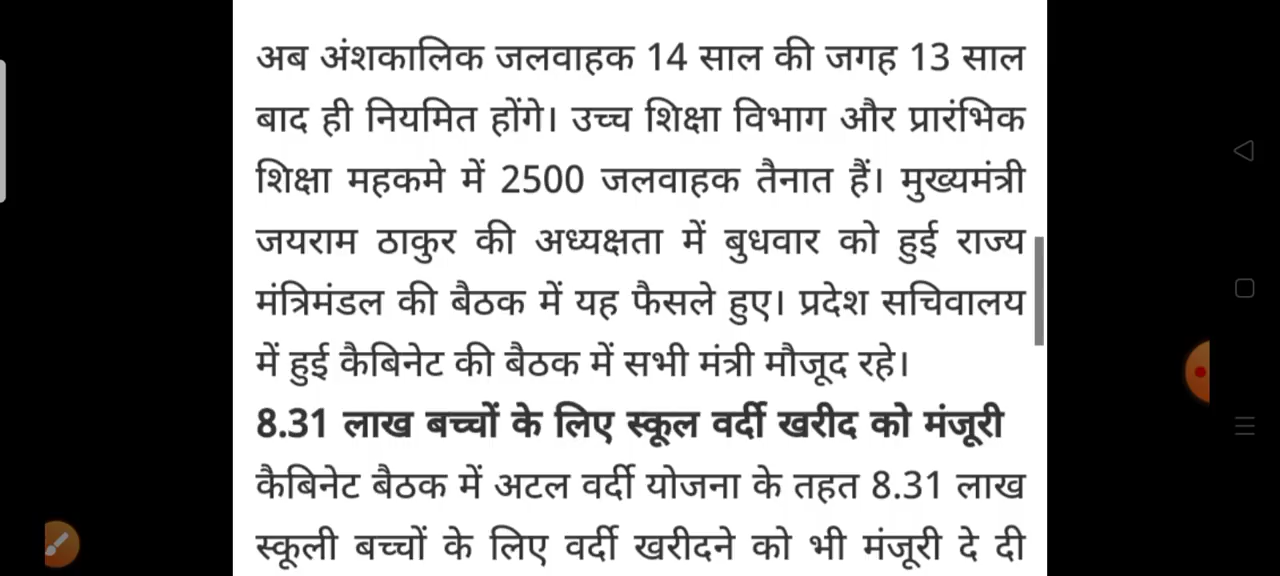 अब अंशकालिक जलवाहक 14 साल की जगह 13 साल
बाद ही नियमित होंगे। उच्च शिक्षा विभाग और प्रारंभिक
शिक्षा महकमे में 2500 जलवाहक तैनात हैं। मुख्यमंत्री
जयराम ठाकुर की अध्यक्षता में बुधवार को हुई राज्य
मंत्रिमंडल की बैठक में यह फैसले हुए। प्रदेश सचिवालय
में हुई कैबिनेट की बैठक में सभी मंत्री मौजूद रहे।
8.31 लाख बच्चों के लिए स्कूल वर्दी खरीद को मंजूरी
कैबिनेट बैठक में अटल वर्दी योजना के तहत 8.31 लाख
स्कूली बच्चों के लिए वर्दी खरीदने को भी मंजूरी दे दी